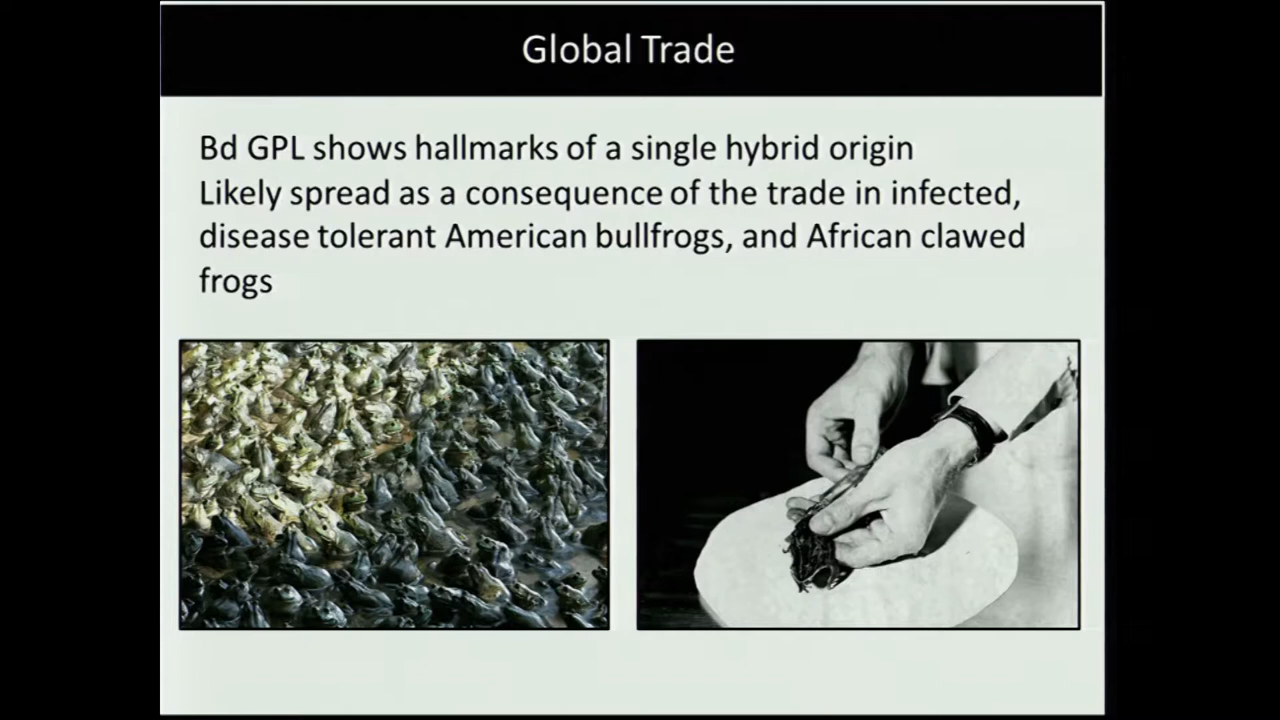 Global Trade
Bd GPL shows hallmarks of a single hybrid origin
Likely spread as a consequence of the trade in infected,
disease tolerant American bullfrogs, and African clawed
frogs